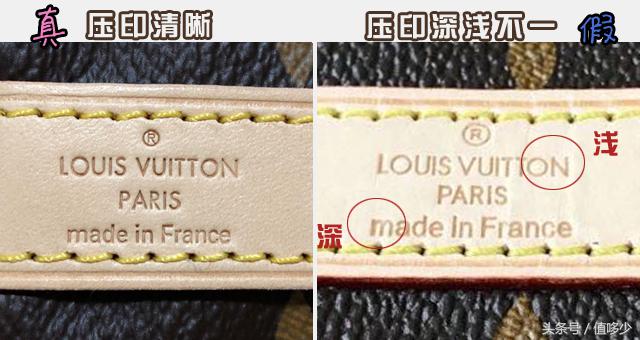 真 压印清晰
压印深浅不一 假
®
LOUIS VUITTON
PARIS
made in France
®
LOUIS VUITTON
PARIS
made in France
浅
深
头条号 / 值哆少